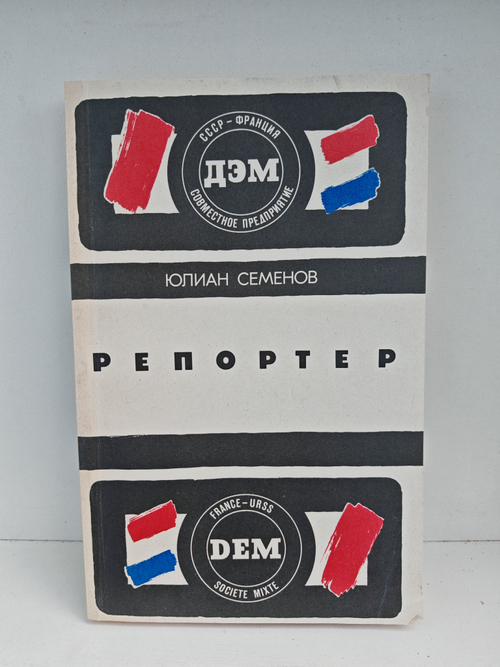 СССР – ФРАНЦИЯ
ДЭМ
СОВМЕСТНОЕ ПРЕДПРИЯТИЕ
ЮЛИАН СЕМЕНОВ
РЕПОРТЕР
FRANCE – URSS
DEM
SOCIETE MIXTE